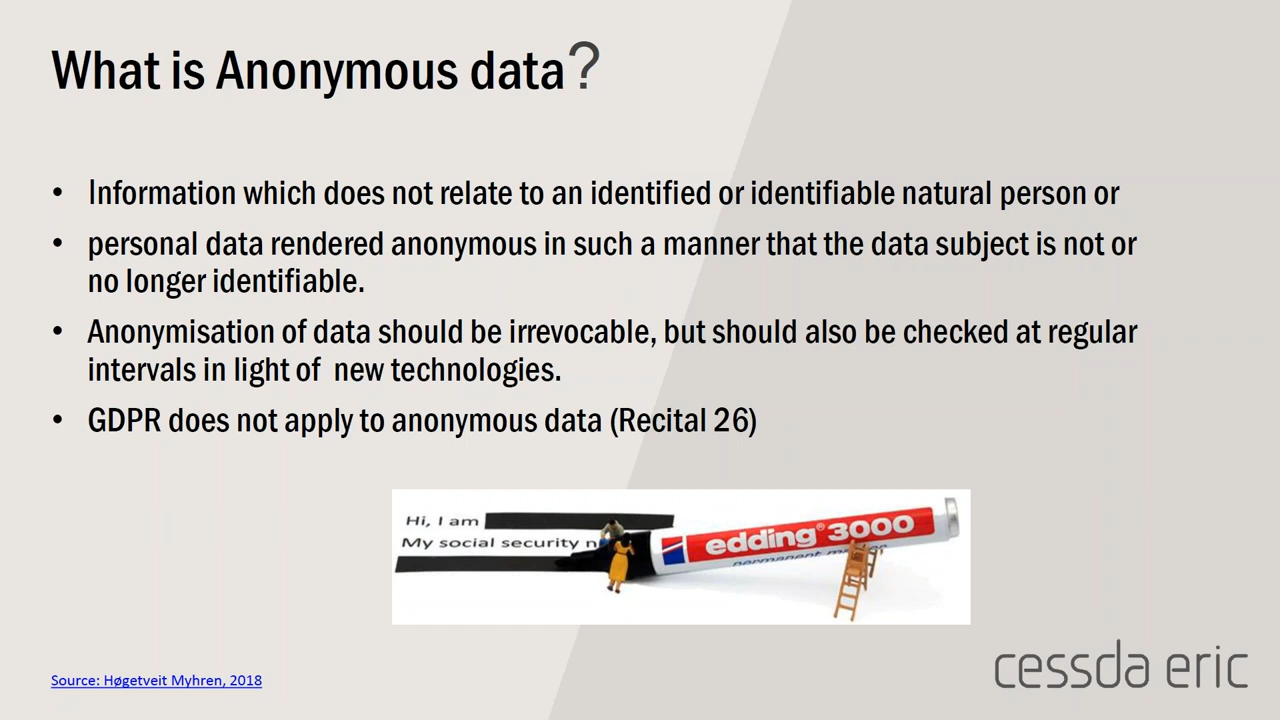 What is Anonymous data?
• Information which does not relate to an identified or identifiable natural person or
• personal data rendered anonymous in such a manner that the data subject is not or
no longer identifiable.
• Anonymisation of data should be irrevocable, but should also be checked at regular
intervals in light of new technologies.
• GDPR does not apply to anonymous data (Recital 26)
Hi, I am
My social security n
edding® 3000
permanent
Source: Høgetveit Myhren, 2018
cessda eric